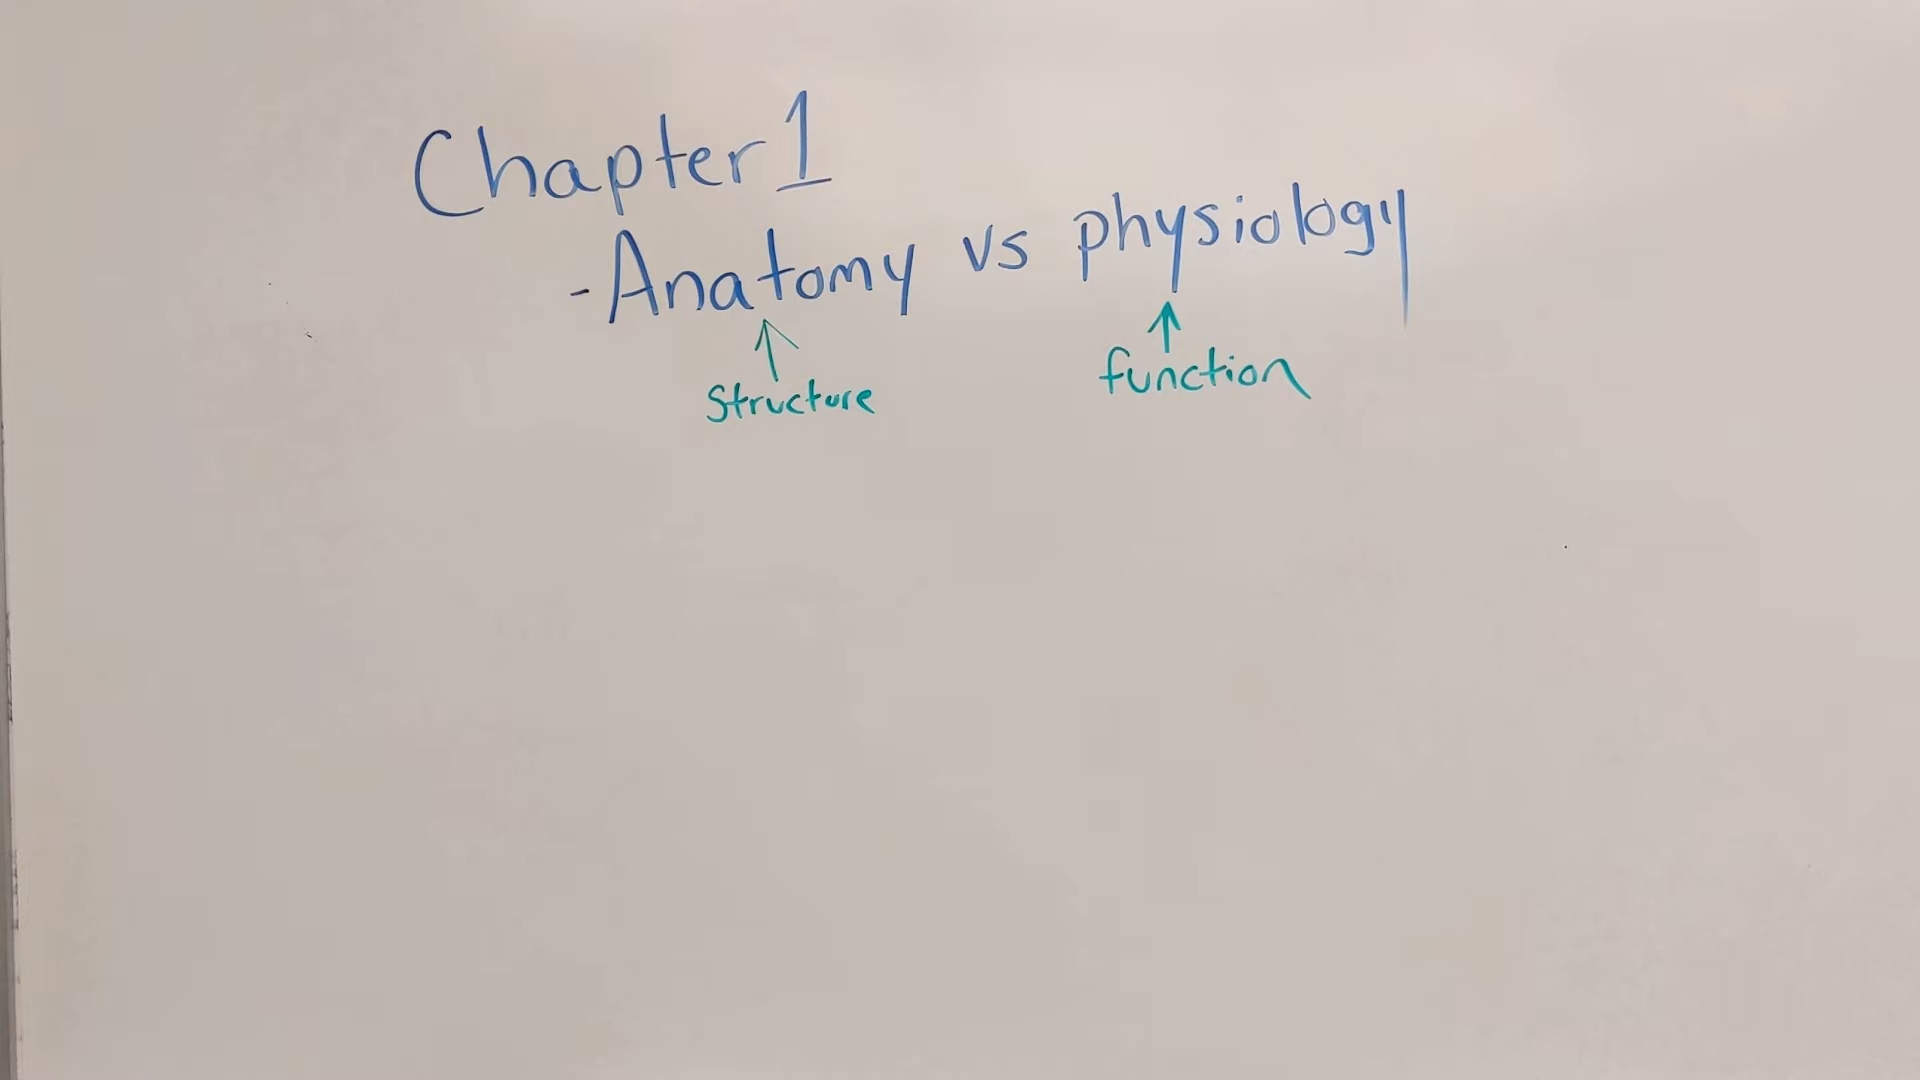 Chapter 1
- Anatomy vs physiology
↑ ↑
Structure function